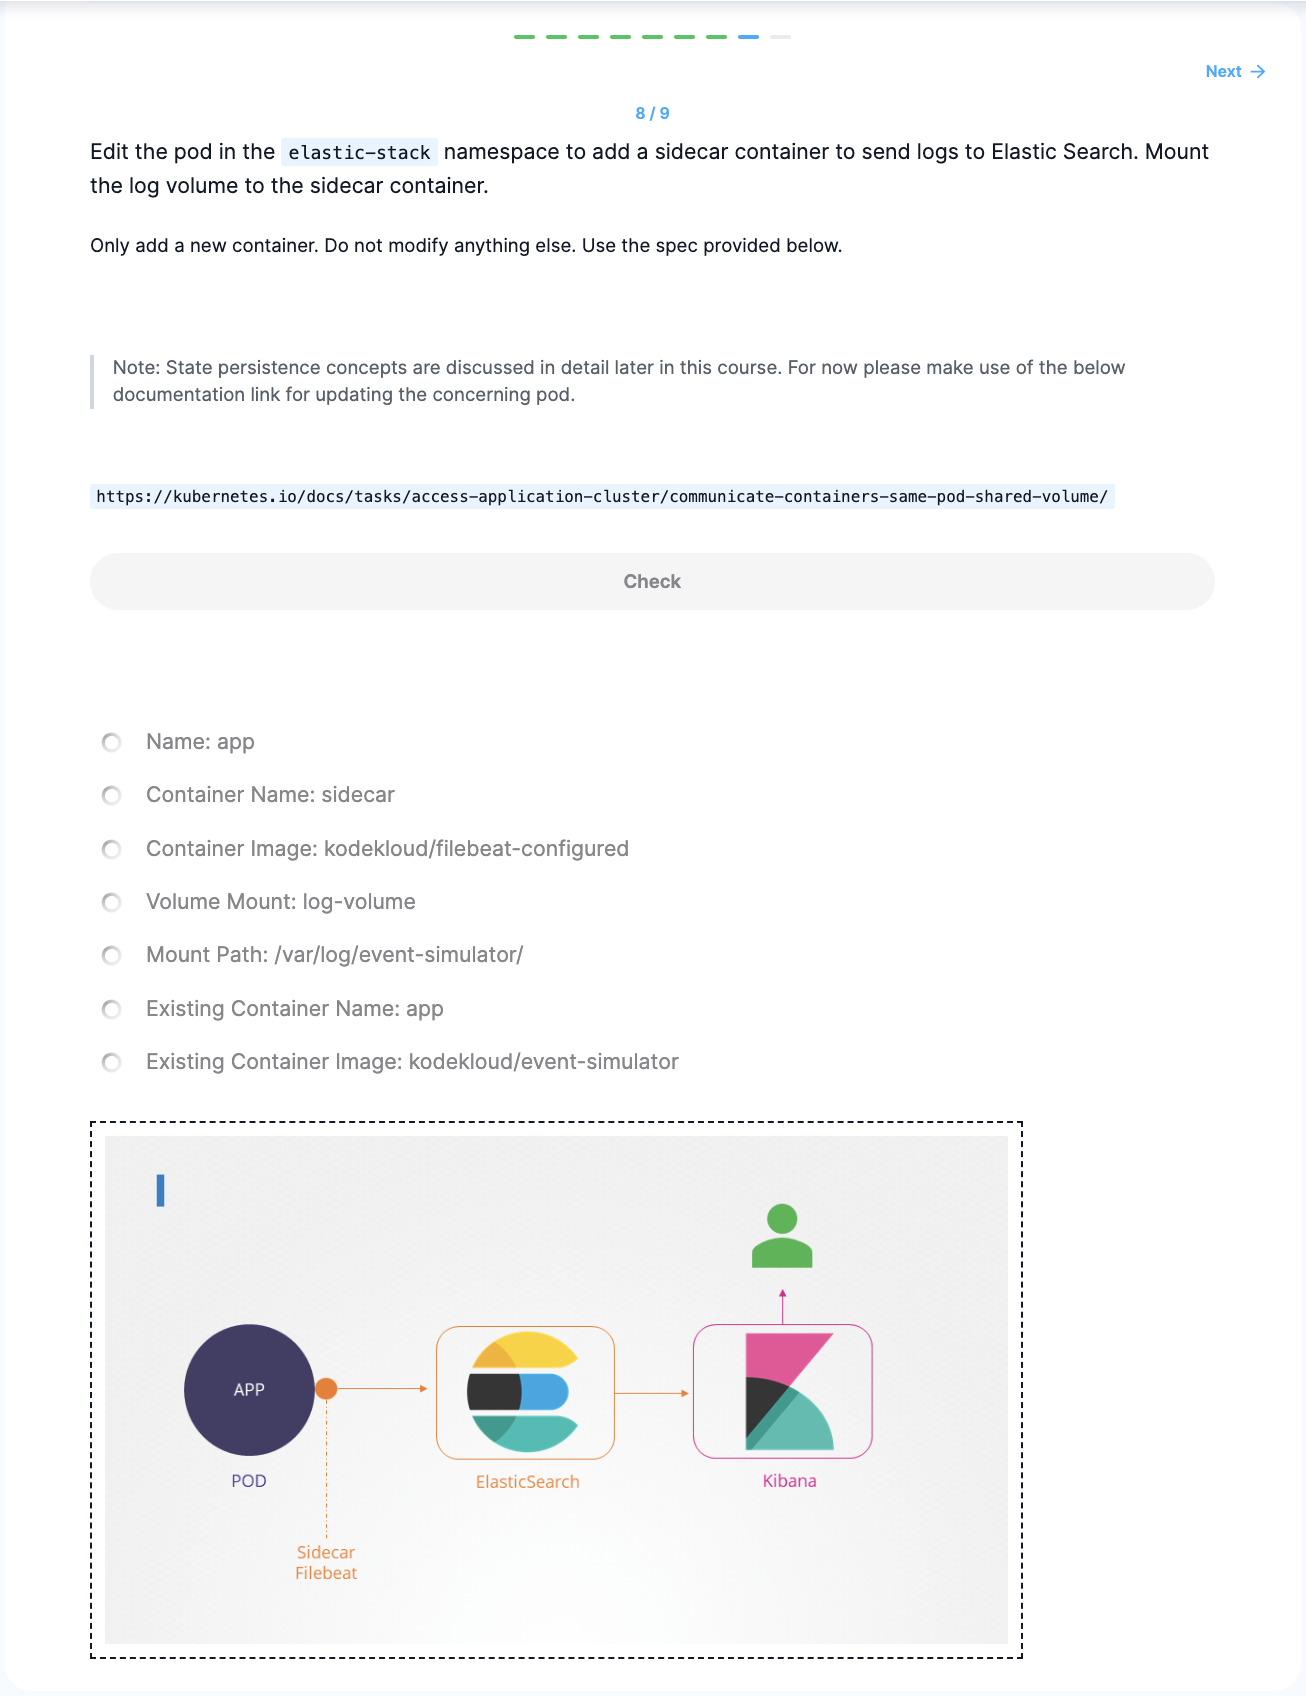 Next →
8 / 9
Edit the pod in the elastic-stack namespace to add a sidecar container to send logs to Elastic Search. Mount
the log volume to the sidecar container.
Only add a new container. Do not modify anything else. Use the spec provided below.
Note: State persistence concepts are discussed in detail later in this course. For now please make use of the below
documentation link for updating the concerning pod.
https://kubernetes.io/docs/tasks/access-application-cluster/communicate-containers-same-pod-shared-volume/
Check
Name: app
Container Name: sidecar
Container Image: kodekloud/filebeat-configured
Volume Mount: log-volume
Mount Path: /var/log/event-simulator/
Existing Container Name: app
Existing Container Image: kodekloud/event-simulator
APP
POD
ElasticSearch
Kibana
Sidecar
Filebeat